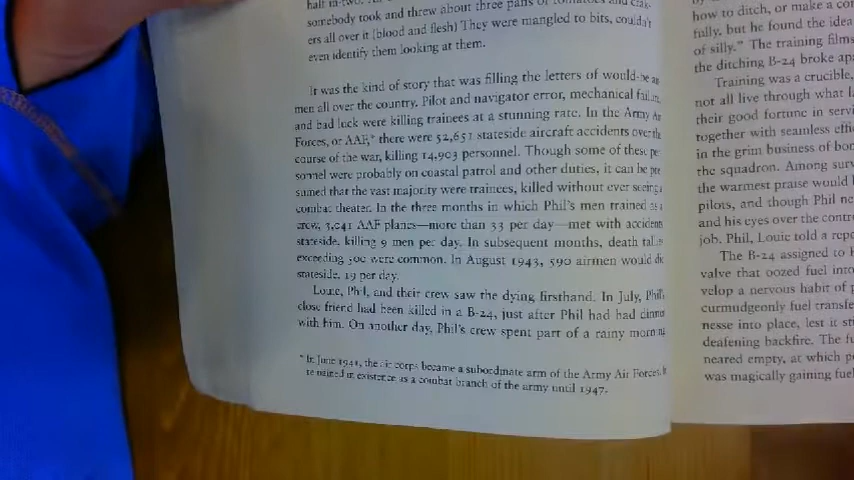 half in-two.
somebody took and threw about three pans of tomatoes and crack-
ers all over it (blood and flesh) They were mangled to bits, couldn't
even identify them looking at them.
It was the kind of story that was filling the letters of would-be
men all over the country. Pilot and navigator error, mechanical
and bad luck were killing trainees at a stunning rate. In the Army Air
Forces, or AAF,* there were 52,651 stateside aircraft accidents over the
course of the war, killing 14,903 personnel. Though some of these per-
sonnel were probably on coastal patrol and other duties, it can be pre-
sumed that the vast majority were trainees, killed without ever seeing a
combat theater. In the three months in which Phil's men trained as a
crew, 3,041 AAF planes—more than 33 per day—met with accidents
stateside, killing 9 men per day. In subsequent months, death tallies
exceeding 500 were common. In August 1943, 590 airmen would die
stateside, 19 per day.
Louie, Phil, and their crew saw the dying firsthand. In July, Phil's
close friend had been killed in a B-24, just after Phil had had dinner
with him. On another day, Phil's crew spent part of a rainy morning
* In June 1941, the air corps became a subordinate arm of the Army Air Forces. It
remained in existence as a combat branch of the army until 1947.
how to ditch, or make a
fully, but he found the idea
of silly." The training films
the ditching B-24 broke
Training was a crucible,
not all live through what
their good fortune in
together with seamless
in the grim business of
the squadron. Among
the warmest praise would
pilots, and though Phil
and his eyes over the
job. Phil, Louie told a
The B-24 assigned to
valve that oozed fuel into
velop a nervous habit of
curmudgeonly fuel
nesse into place, lest it
deafening backfire. The
neared empty, at which
was magically gaining fuel